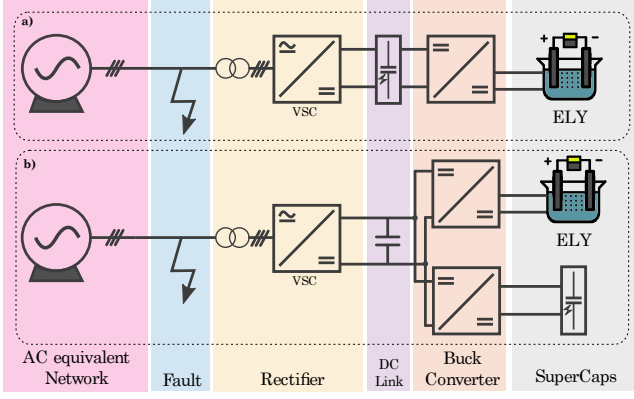 a)
+ −
VSC
ELY
b)
+ −
VSC
ELY
AC equivalent
Network
Fault
Rectifier
DC
Link
Buck
Converter
SuperCaps